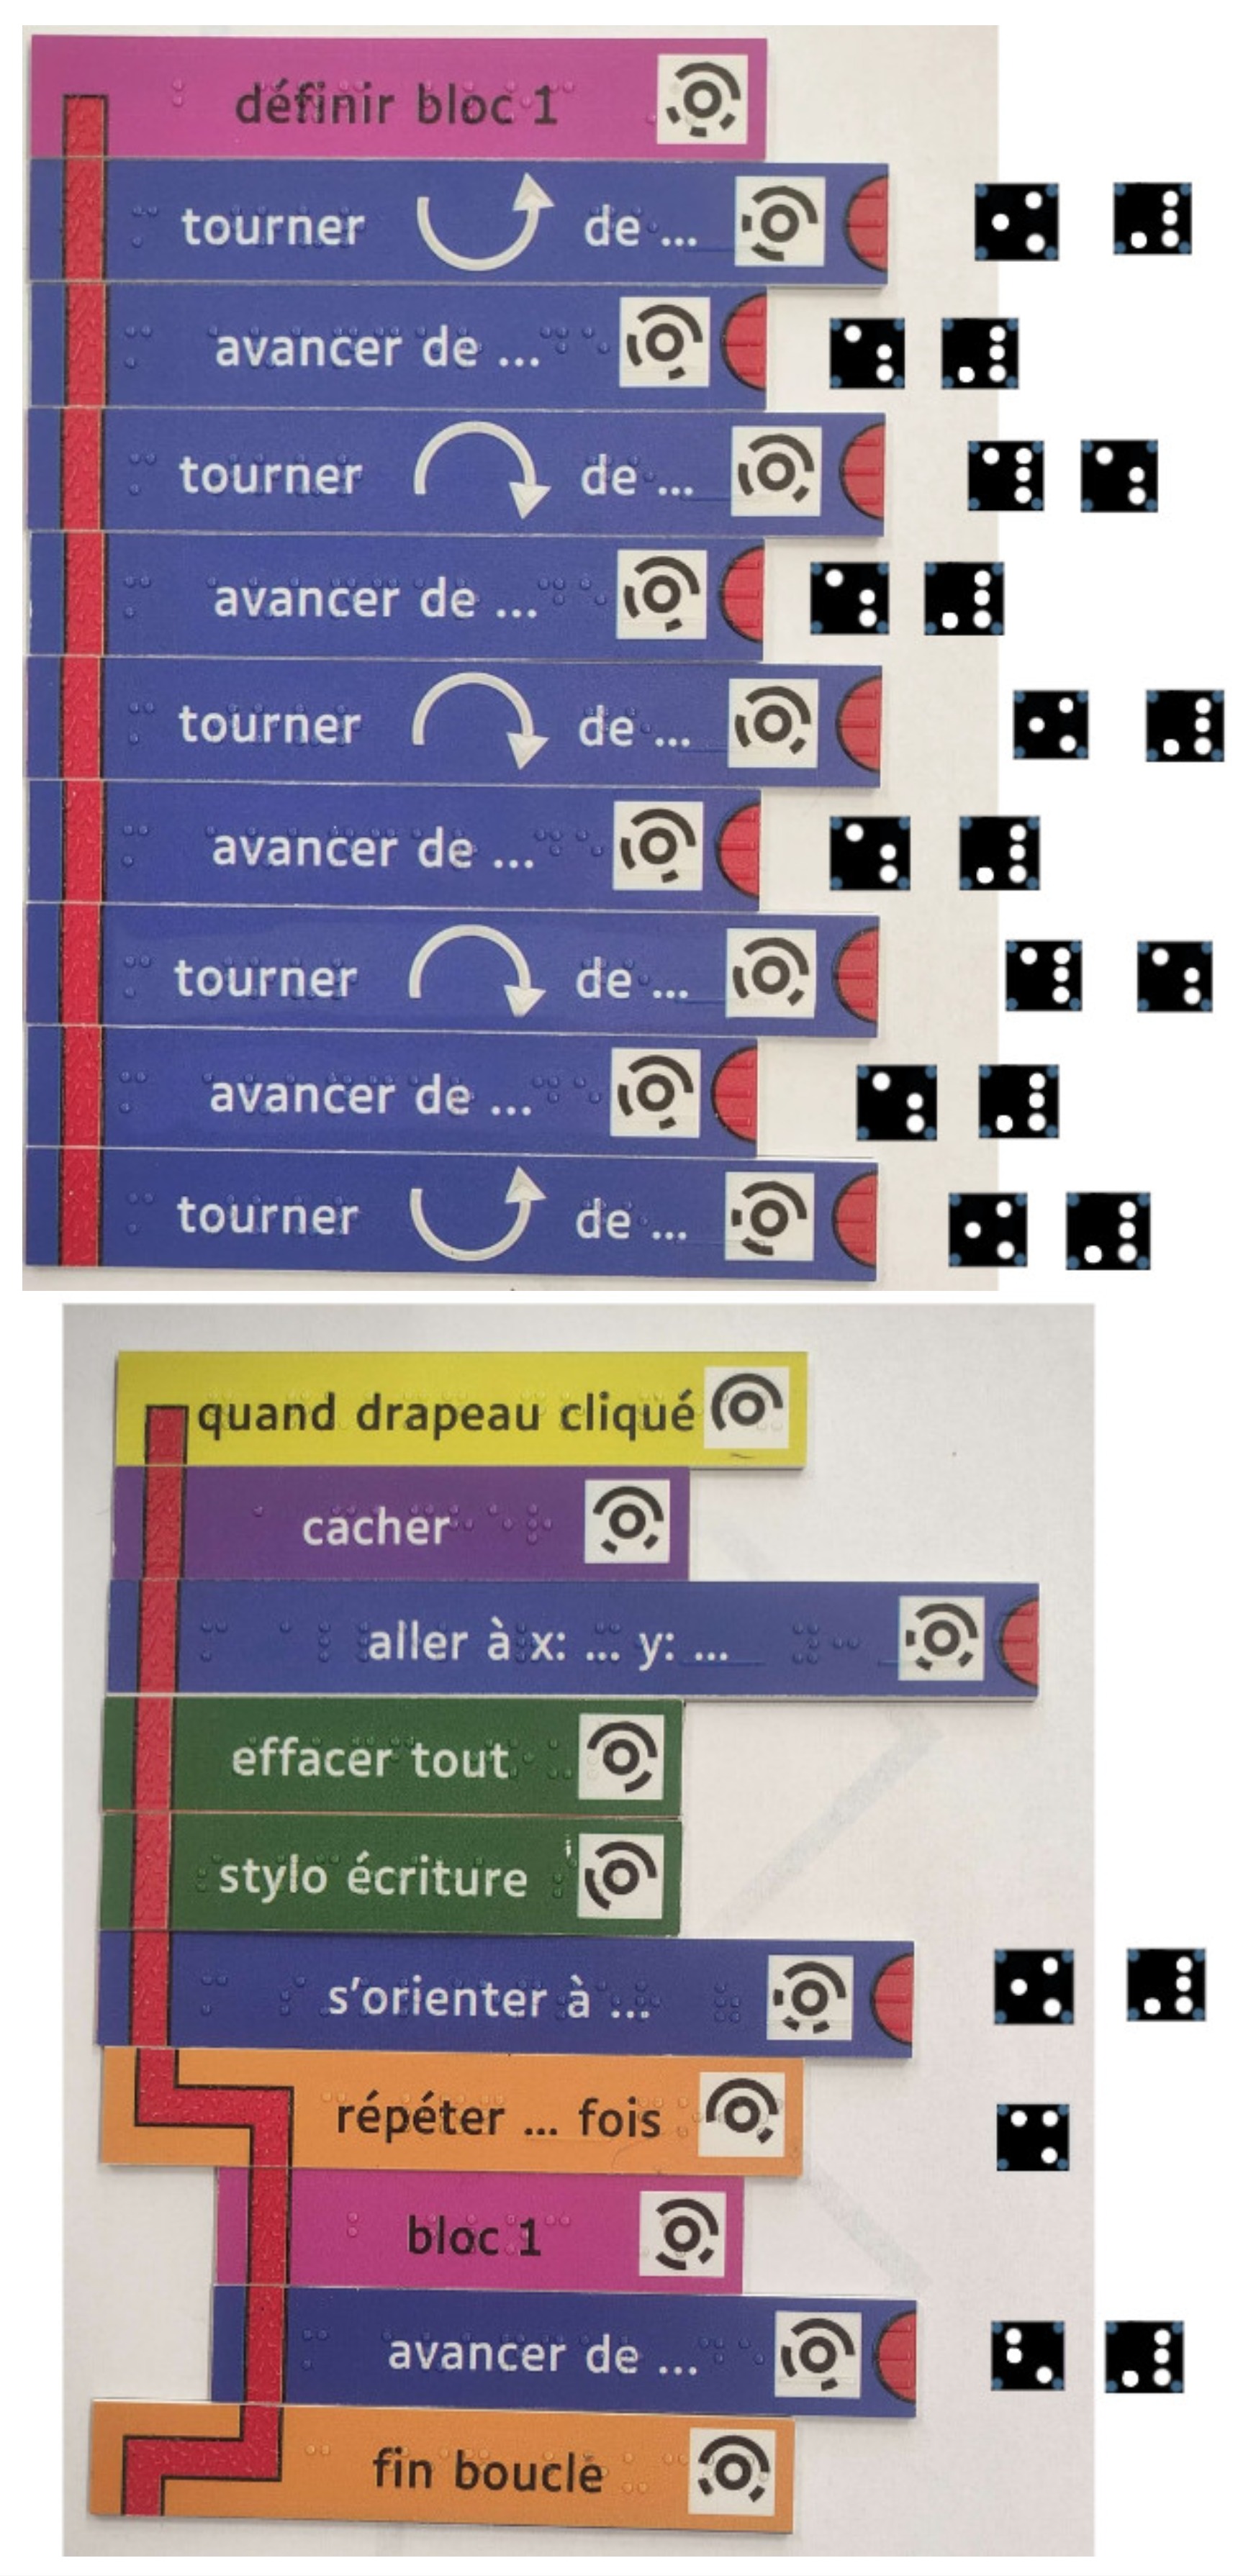 définir bloc 1
tourner de ... ⠪⠼
avancer de ... ⠱⠼
tourner de ... ⠹⠱
avancer de ... ⠱⠼
tourner de ... ⠪⠼
avancer de ... ⠱⠼
tourner de ... ⠹⠱
avancer de ... ⠱⠼
tourner de ... ⠪⠼
quand drapeau cliqué
cacher
aller à x: ... y: ...
effacer tout
stylo écriture
s'orienter à ... ⠪⠼
répéter ... fois ⠩
bloc 1
avancer de ... ⠣⠼
fin boucle